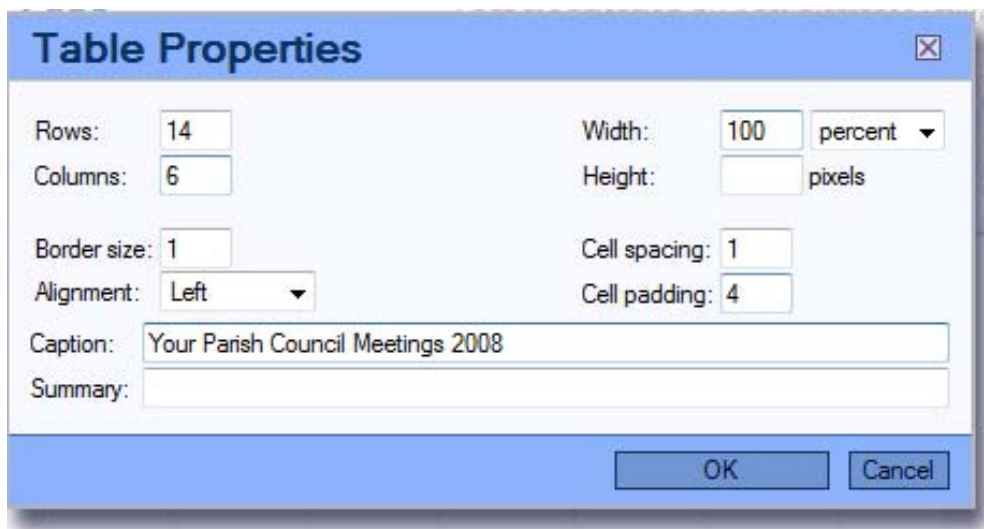 Table Properties
Rows: 14 Width: 100 percent
Columns: 6 Height: pixels
Border size: 1 Cell spacing: 1
Alignment: Left Cell padding: 4
Caption: Your Parish Council Meetings 2008
Summary:
OK Cancel